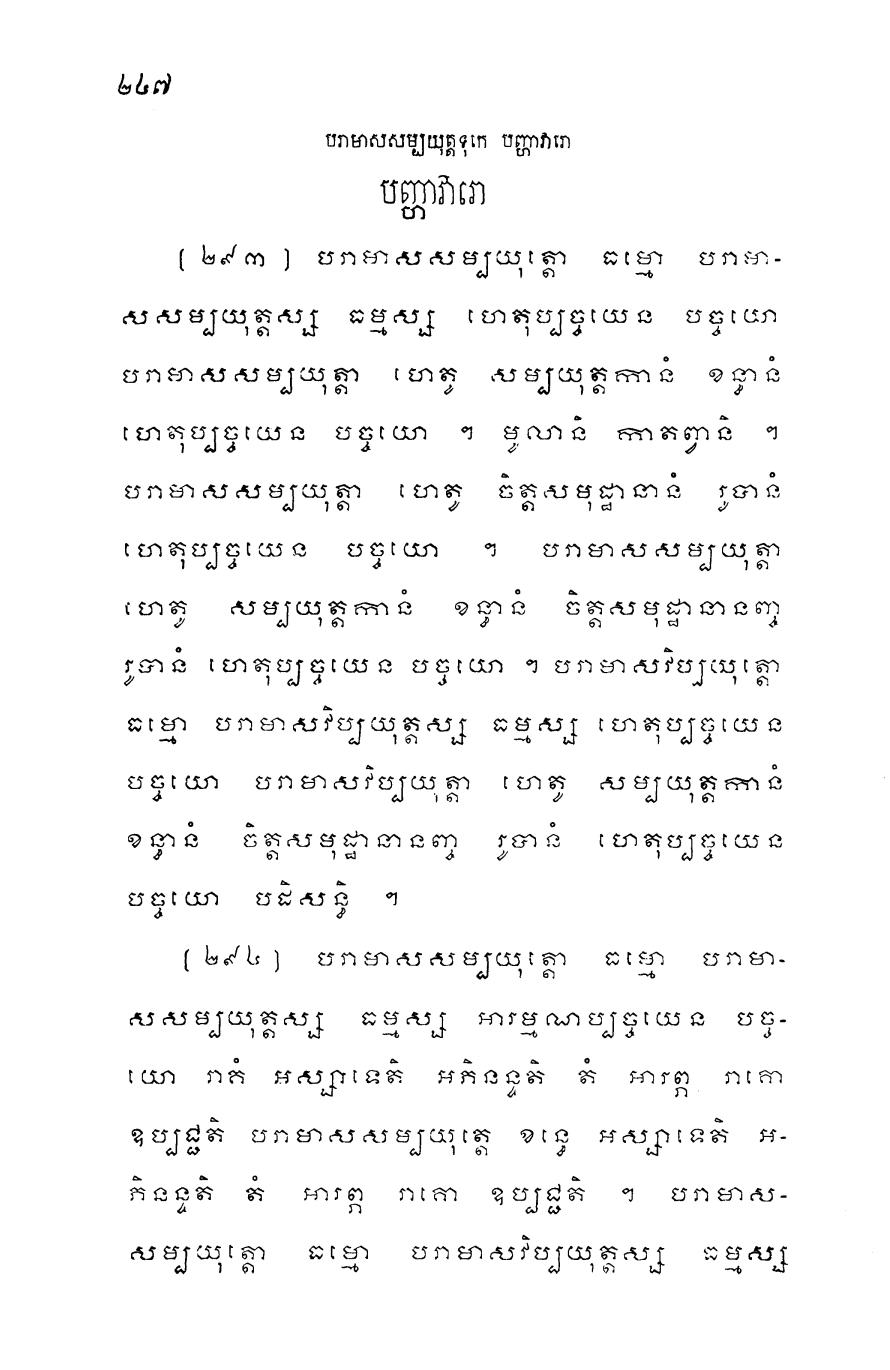 ២៤៧
បរាមាសសម្បយុត្តទុកេ បញ្ហាវារោ
បញ្ហាវារោ
[ ២៩៣ ] បរាមាសសម្បយុត្តោ ធម្មោ បរាមា-
សសម្បយុត្តស្ស ធម្មស្ស ហេតុប្បច្ចយេន បច្ចយោ
បរាមាសសម្បយុត្តា ហេតូ សម្បយុត្តកានំ ខន្ធានំ
ហេតុប្បច្ចយេន បច្ចយោ ។ មូលានិ កាតព្វានិ ។
បរាមាសសម្បយុត្តា ហេតូ ចិត្តសមុដ្ឋានានំ រូបានំ
ហេតុប្បច្ចយេន បច្ចយោ ។ បរាមាសសម្បយុត្តា
ហេតូ សម្បយុត្តកានំ ខន្ធានំ ចិត្តសមុដ្ឋានានញ្ច
រូបានំ ហេតុប្បច្ចយេន បច្ចយោ ។ បរាមាសវិប្បយុត្តោ
ធម្មោ បរាមាសវិប្បយុត្តស្ស ធម្មស្ស ហេតុប្បច្ចយេន
បច្ចយោ បរាមាសវិប្បយុត្តា ហេតូ សម្បយុត្តកានំ
ខន្ធានំ ចិត្តសមុដ្ឋានានញ្ច រូបានំ ហេតុប្បច្ចយេន
បច្ចយោ បដិសន្ធិ ។
[ ២៩៤ ] បរាមាសសម្បយុត្តោ ធម្មោ បរាមា-
សសម្បយុត្តស្ស ធម្មស្ស អារម្មណប្បច្ចយេន បច្ច-
យោ រាគំ អស្សាទេតិ អភិនន្ទតិ តំ អារព្ភ រាគោ
ឧប្បជ្ជតិ បរាមាសសម្បយុត្តេ ខន្ធេ អស្សាទេតិ អ-
ភិនន្ទតិ តំ អារព្ភ រាគោ ឧប្បជ្ជតិ ។ បរាមាស-
សម្បយុត្តោ ធម្មោ បរាមាសវិប្បយុត្តស្ស ធម្មស្ស